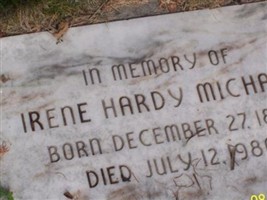 IN MEMORY OF
IRENE HARDY MICHA
BORN DECEMBER 27, 18
DIED JULY 12, 198